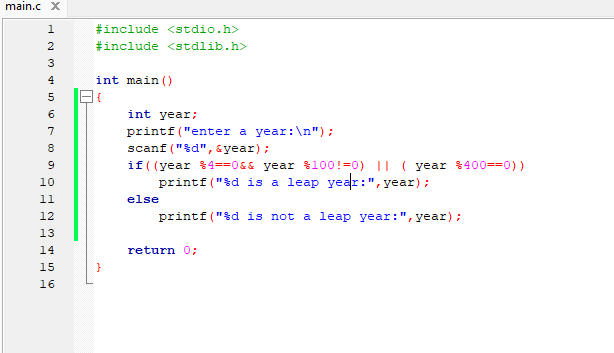 main.c X
1 #include <stdio.h>
2 #include <stdlib.h>
3
4 int main()
5 {
6 int year;
7 printf("enter a year:\n");
8 scanf("%d",&year);
9 if((year %4==0&& year %100!=0) || ( year %400==0))
10 printf("%d is a leap year:",year);
11 else
12 printf("%d is not a leap year:",year);
13
14 return 0;
15 }
16